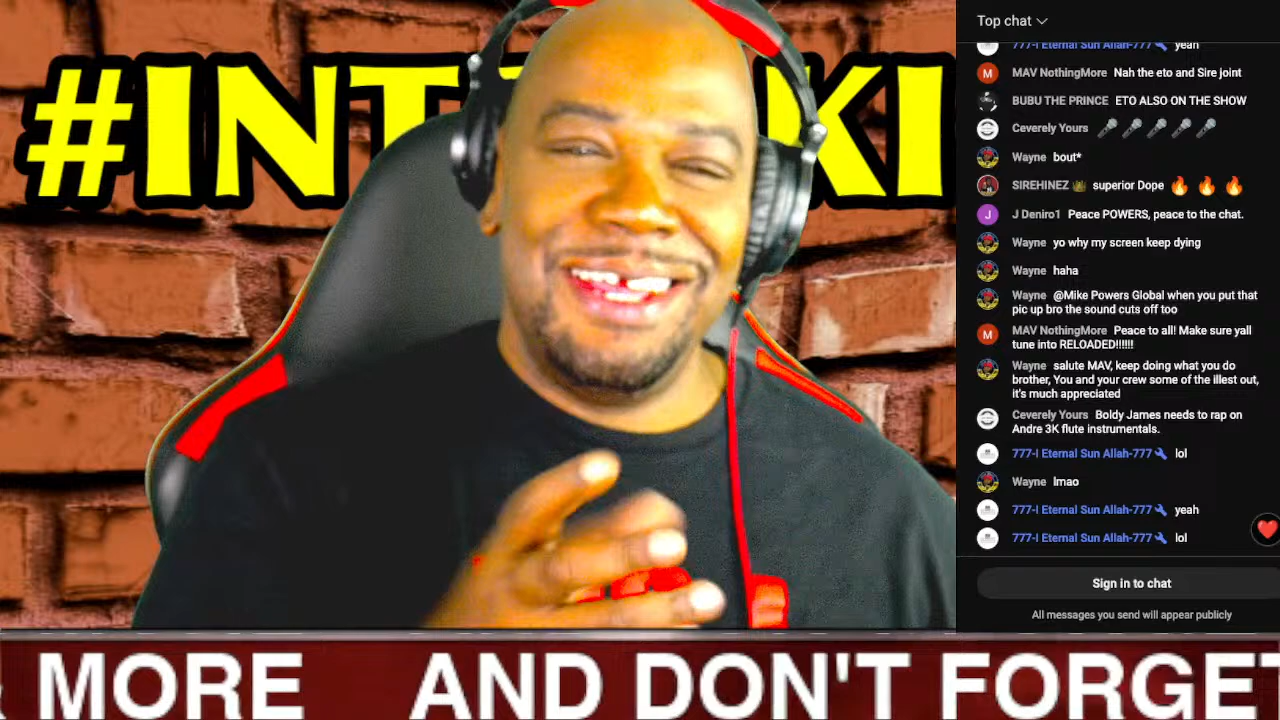 #INT KI
Top chat
777-I Eternal Sun Allah-777 yeah
MAV NothingMore Nah the eto and Sire joint
BUBU THE PRINCE ETO ALSO ON THE SHOW
Ceverely Yours
Wayne bout*
SIREHINEZ superior Dope
J Deniro1 Peace POWERS, peace to the chat.
Wayne yo why my screen keep dying
Wayne haha
Wayne @Mike Powers Global when you put that
pic up bro the sound cuts off too
MAV NothingMore Peace to all! Make sure yall
tune into RELOADED!!!!!!
Wayne salute MAV, keep doing what you do
brother, You and your crew some of the illest out,
it's much appreciated
Ceverely Yours Boldy James needs to rap on
Andre 3K flute instrumentals.
777-I Eternal Sun Allah-777 lol
Wayne lmao
777-I Eternal Sun Allah-777 yeah
777-I Eternal Sun Allah-777 lol
Sign in to chat
All messages you send will appear publicly
MORE AND DON'T FORGET